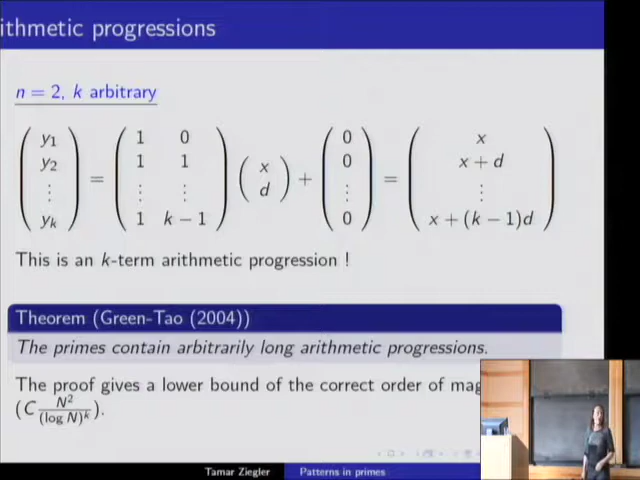 ithmetic progressions
n = 2, k arbitrary
( y₁ y₂ ⋮ yₖ ) = ( 1 0 1 1 ⋮ ⋮ 1 k − 1 ) ( x d ) + ( 0 0 ⋮ 0 ) = ( x x + d ⋮ x + (k − 1)d )
This is an k-term arithmetic progression !
Theorem (Green-Tao (2004))
The primes contain arbitrarily long arithmetic progressions.
The proof gives a lower bound of the correct order of mag
(C N²/(log N)ᵏ).
Tamar Ziegler Patterns in primes